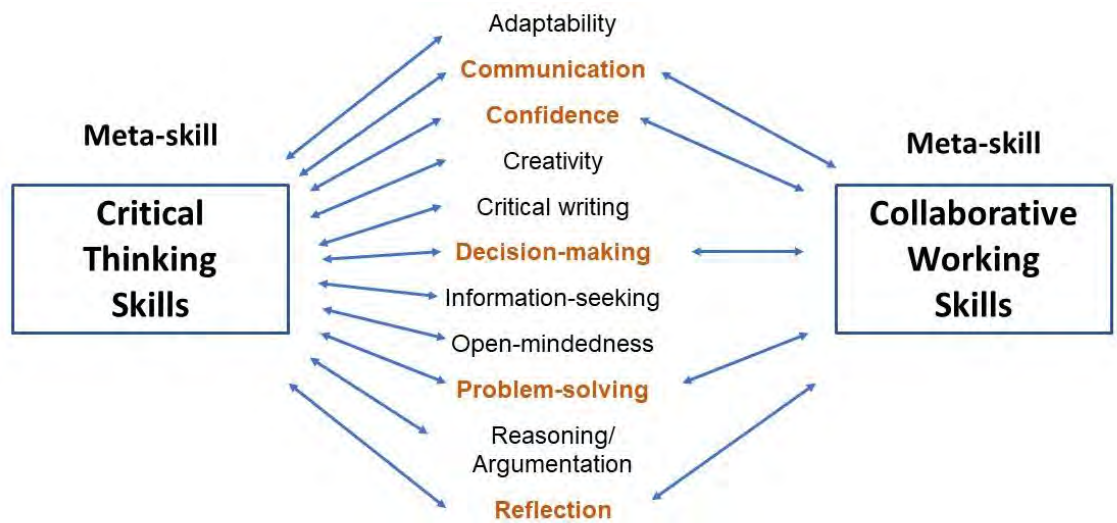 Adaptability
Communication
Confidence
Creativity
Critical writing
Decision-making
Information-seeking
Open-mindedness
Problem-solving
Reasoning/
Argumentation
Reflection
Meta-skill
Critical
Thinking
Skills
Meta-skill
Collaborative
Working
Skills